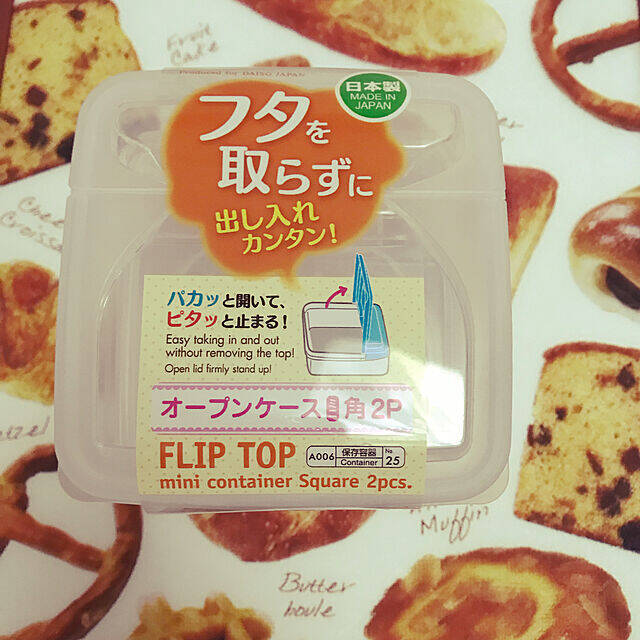 Fruit
Cake
Produced for DAISO JAPAN
日本製
MADE IN
JAPAN
フタを
取らずに
出し入れ
カンタン!
パカッと開いて、
ピタッと止まる!
Easy taking in and out
without removing the top!
Open lid firmly stand up!
オープンケース 角2P
FLIP TOP
A006
保存容器
Container
No.
25
mini container Square 2pcs.
Muffin
Butter
boule